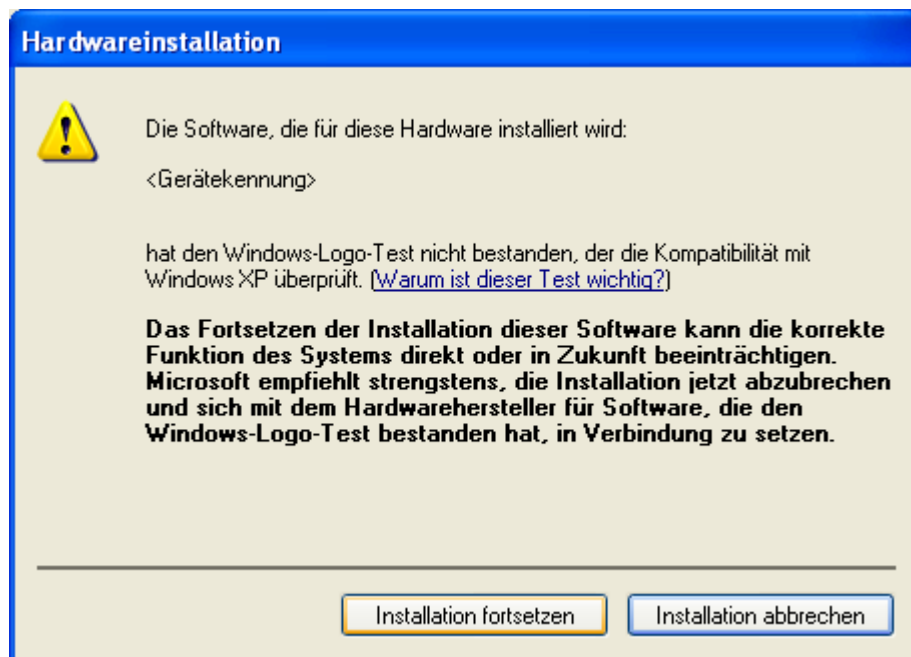 Hardwareinstallation
Die Software, die für diese Hardware installiert wird:
<Gerätekennung>
hat den Windows-Logo-Test nicht bestanden, der die Kompatibilität mit
Windows XP überprüft. (Warum ist dieser Test wichtig?)
Das Fortsetzen der Installation dieser Software kann die korrekte
Funktion des Systems direkt oder in Zukunft beeinträchtigen.
Microsoft empfiehlt strengstens, die Installation jetzt abzubrechen
und sich mit dem Hardwarehersteller für Software, die den
Windows-Logo-Test bestanden hat, in Verbindung zu setzen.
Installation fortsetzen
Installation abbrechen